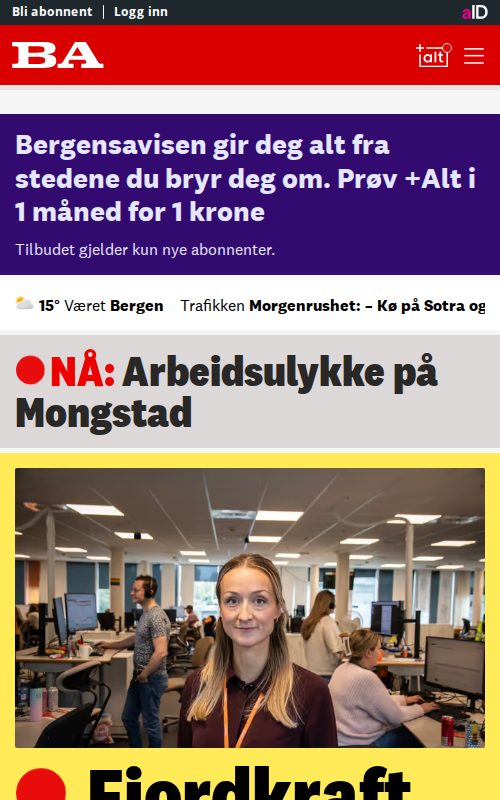 Bli abonnent | Logg inn
aID
BA
+alt
Bergensavisen gir deg alt fra
stedene du bryr deg om. Prøv +Alt i
1 måned for 1 krone
Tilbudet gjelder kun nye abonnenter.
15° Været Bergen Trafikken Morgenrushet: – Kø på Sotra og
NÅ: Arbeidsulykke på
Mongstad
Fjordkraft